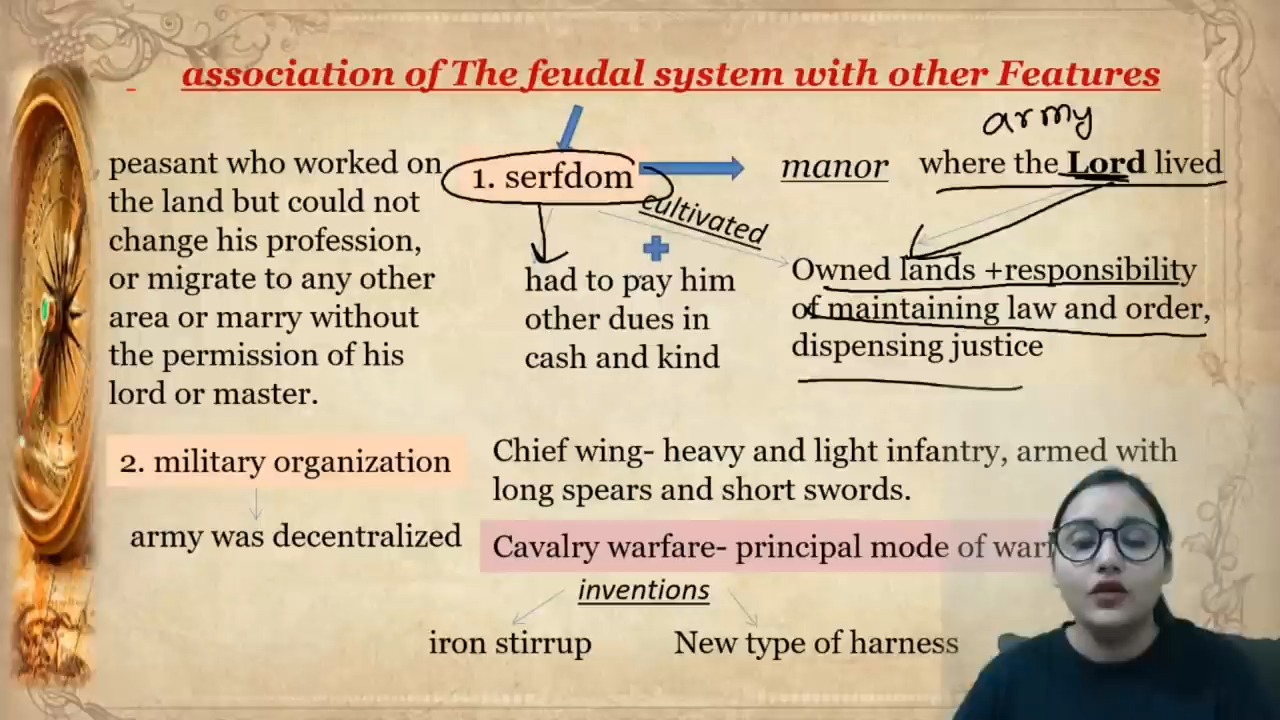 association of The feudal system with other Features
army
peasant who worked on
the land but could not
change his profession,
or migrate to any other
area or marry without
the permission of his
lord or master.
1. serfdom
manor
where the Lord lived
cultivated
had to pay him
other dues in
cash and kind
Owned lands +responsibility
of maintaining law and order,
dispensing justice
2. military organization
army was decentralized
Chief wing- heavy and light infantry, armed with
long spears and short swords.
Cavalry warfare- principal mode of
inventions
iron stirrup
New type of harness